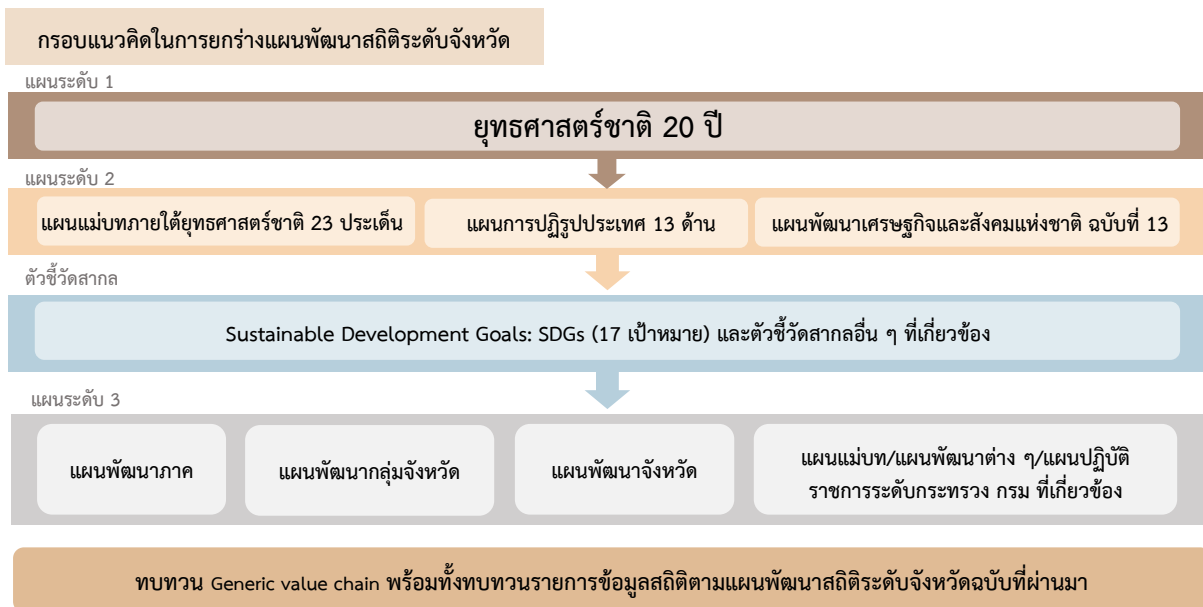 กรอบแนวคิดในการยกร่างแผนพัฒนาสถิติระดับจังหวัด
แผนระดับ 1
ยุทธศาสตร์ชาติ 20 ปี
แผนระดับ 2
แผนแม่บทภายใต้ยุทธศาสตร์ชาติ 23 ประเด็น
แผนการปฏิรูปประเทศ 13 ด้าน
แผนพัฒนาเศรษฐกิจและสังคมแห่งชาติ ฉบับที่ 13
ตัวชี้วัดสากล
Sustainable Development Goals: SDGs (17 เป้าหมาย) และตัวชี้วัดสากลอื่น ๆ ที่เกี่ยวข้อง
แผนระดับ 3
แผนพัฒนาภาค
แผนพัฒนากลุ่มจังหวัด
แผนพัฒนาจังหวัด
แผนแม่บท/แผนพัฒนาต่าง ๆ/แผนปฏิบัติ
ราชการระดับกระทรวง กรม ที่เกี่ยวข้อง
ทบทวน Generic value chain พร้อมทั้งทบทวนรายการข้อมูลสถิติตามแผนพัฒนาสถิติระดับจังหวัดฉบับที่ผ่านมา